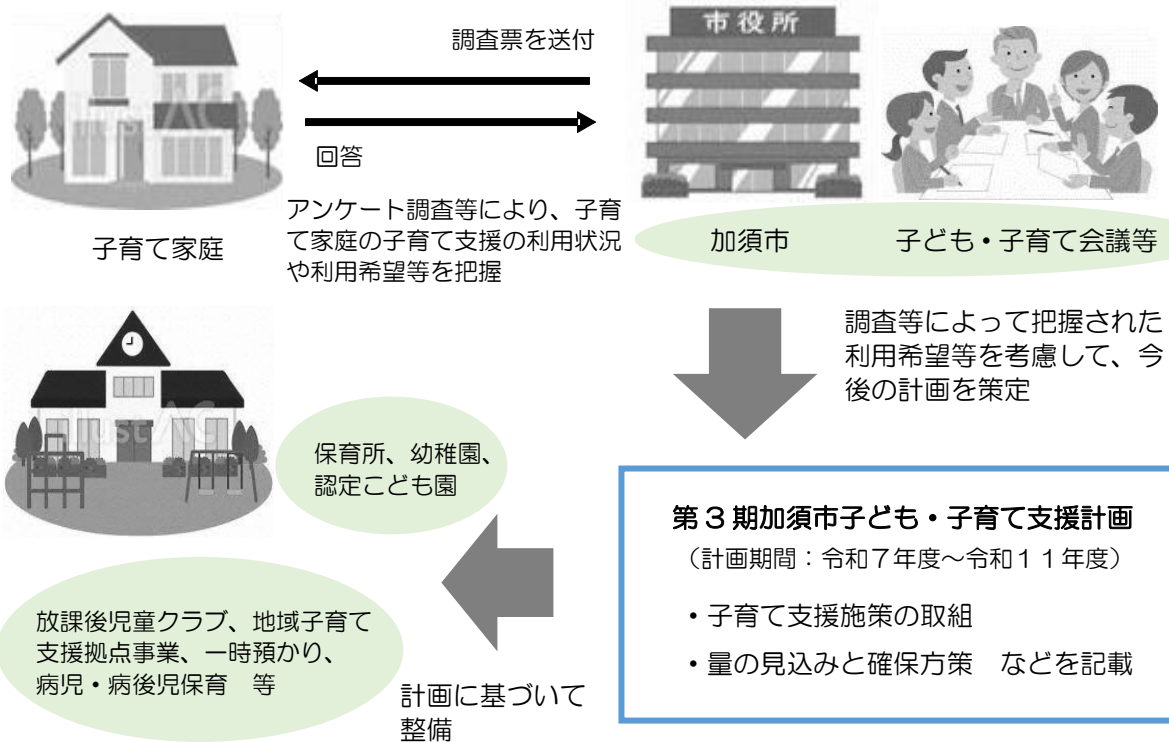 調査票を送付
市役所
回答
アンケート調査等により、子育
て家庭の子育て支援の利用状況
や利用希望等を把握
子育て家庭
加須市
子ども・子育て会議等
調査等によって把握された
利用希望等を考慮して、今
後の計画を策定
保育所、幼稚園、
認定こども園
第3期加須市子ども・子育て支援計画
（計画期間：令和７年度～令和１１年度）
・子育て支援施策の取組
・量の見込みと確保方策　などを記載
放課後児童クラブ、地域子育て
支援拠点事業、一時預かり、
病児・病後児保育　等
計画に基づいて
整備